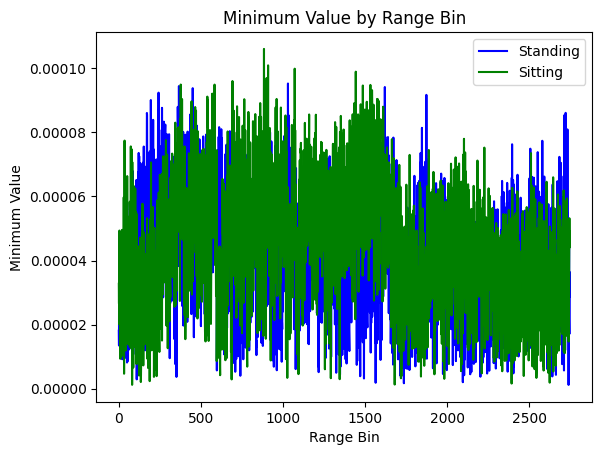 Minimum Value by Range Bin
Standing
Sitting
Minimum Value
0.00010
0.00008
0.00006
0.00004
0.00002
0.00000
0 500 1000 1500 2000 2500
Range Bin